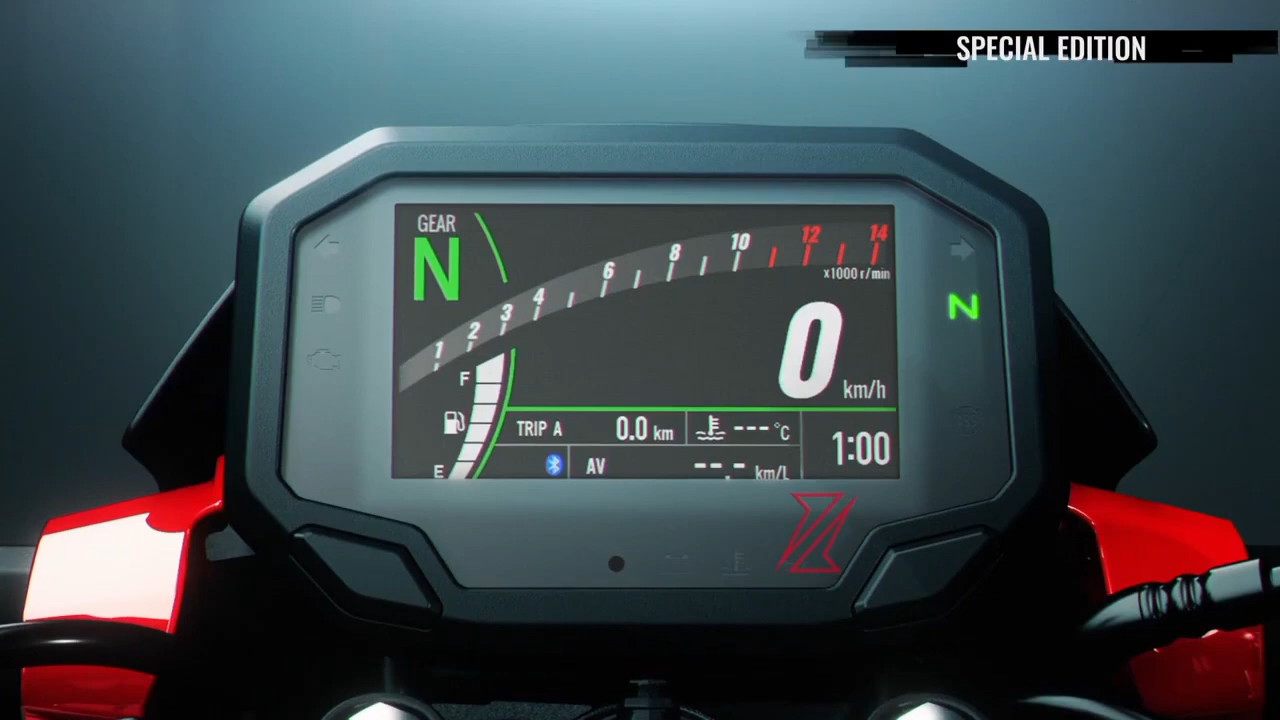 SPECIAL EDITION
GEAR
N
1 2 3 4 6 8 10 12 14
x1000 r/min
N
0 km/h
F
E
TRIP A 0.0 km
---°C
1:00
AV --.- km/L